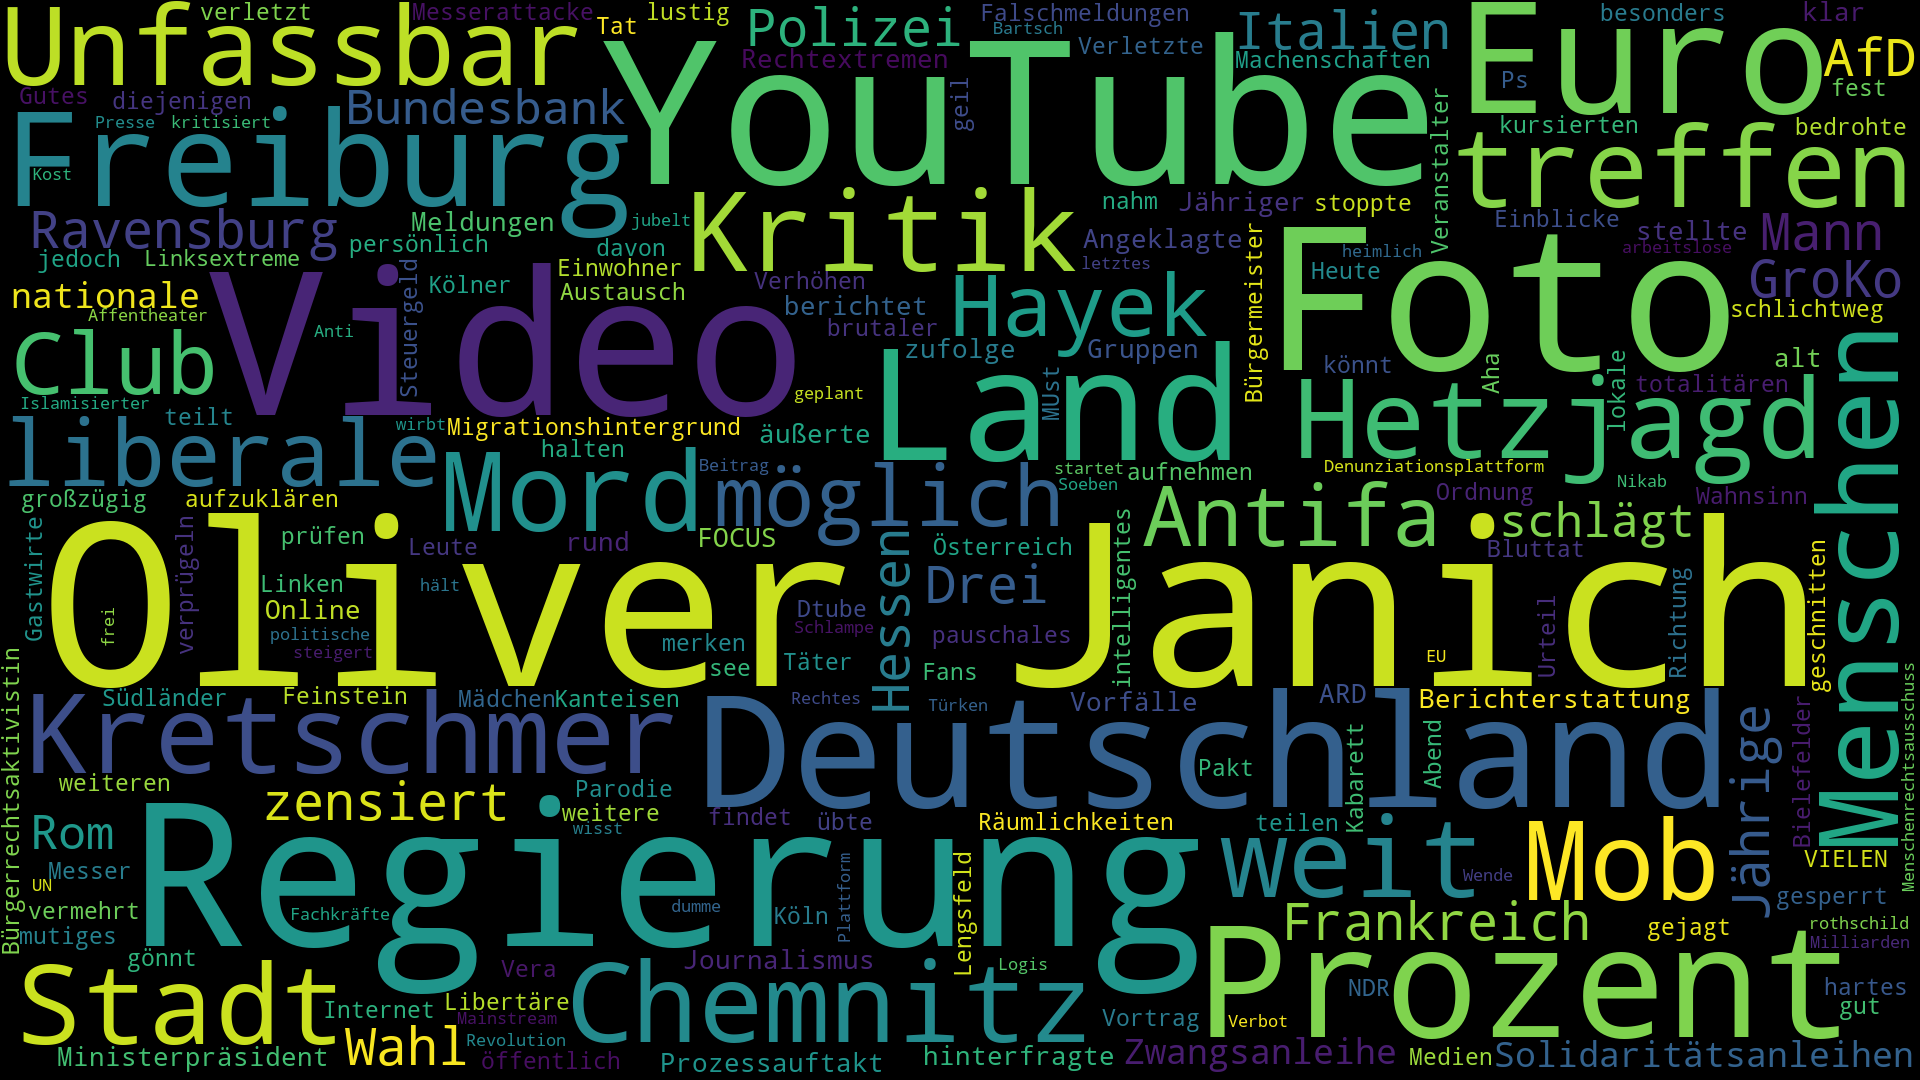 verletzt
Messerattacke
Tat
lustig
Polizei
Falschmeldungen
Bartsch
Verletzte
Italien
besonders
klar
Unfassbar
YouTube
Euro
AfD
Rechtextremen
Machenschaften
Ps
fest
Gutes
diejenigen
Bundesbank
geil
Veranstalter
kursierten
bedrohte
Presse
kritisiert
Freiburg
treffen
Kost
Kritik
nahm
Jähriger
stoppte
Einblicke
stellte
Mann
Ravensburg
Meldungen
jubelt
Angeklagte
Bürgermeister
Foto
heimlich
arbeitslose
jedoch
Linksextreme
persönlich
davon
letztes
Heute
GroKo
nationale
Steuergeld
Kölner
Einwohner
Austausch
Verhöhen
berichtet
Hayek
schlichtweg
Affentheater
Video
Anti
brutaler
Club
zufolge
Gruppen
könnt
Aha
lokale
alt
Menschen
Islamisierter
geplant
Land
MUst
Hetzjagd
totalitären
teilt
wirbt
Migrationshintergrund
äußerte
liberale
halten
Mord
Beitrag
möglich
startet
Soeben
aufnehmen
Denunziationsplattform
Nikab
großzügig
aufzuklären
Antifa
Ordnung
Wahnsinn
Gastwirte
verprügeln
prüfen
Leute
rund
FOCUS
Hessen
Österreich
intelligentes
schlägt
Bluttat
geschnitten
Oliver
Janich
Linken
hält
Drei
Online
Dtube
frei
politische
Schlampe
merken
pauschales
Urteil
Richtung
steigert
see
Täter
Fans
EU
Bürgerrechtsaktivistin
Südländer
Feinstein
Mädchen
Kanteisen
Rechtes
Türken
Vorfälle
ARD
Berichterstattung
Menschenrechtsausschuss
Kretschmer
Deutschland
Jährige
Bielefelder
weiteren
Parodie
Pakt
Kabarett
Abend
zensiert
weitere
findet
übte
Räumlichkeiten
teilen
Rom
wisst
Regierung
weit
Mob
VIELEN
Messer
UN
Plattform
Lengsfeld
Wende
gesperrt
vermehrt
Fachkräfte
dumme
Köln
Frankreich
gejagt
rothschild
mutiges
Milliarden
gönnt
Vera
Journalismus
Logis
Prozent
Stadt
Internet
Libertäre
Chemnitz
NDR
hartes
gut
Mainstream
Vortrag
Verbot
Wahl
Revolution
Ministerpräsident
öffentlich
Prozessauftakt
hinterfragte
Zwangsanleihe
Medien
Solidaritätsanleihen